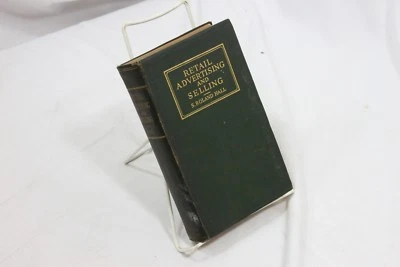 RETAIL
ADVERTISING
AND
SELLING
S. ROLAND HALL